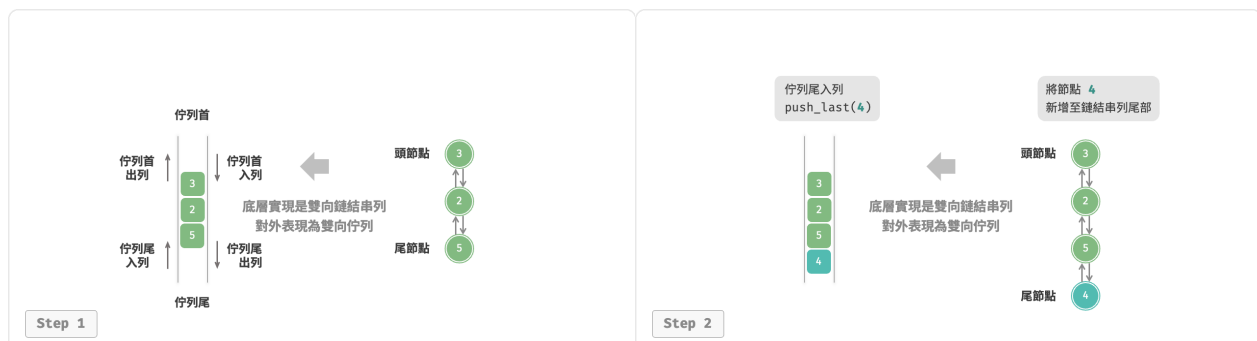 佇列首
佇列首
出列
佇列首
入列
3
2
5
佇列尾
入列
佇列尾
出列
佇列尾
底層實現是雙向鏈結串列
對外表現為雙向佇列
頭節點
3
2
尾節點
5
Step 1
佇列尾入列
push_last(4)
3
2
5
4
底層實現是雙向鏈結串列
對外表現為雙向佇列
將節點 4
新增至鏈結串列尾部
頭節點
3
2
5
尾節點
4
Step 2